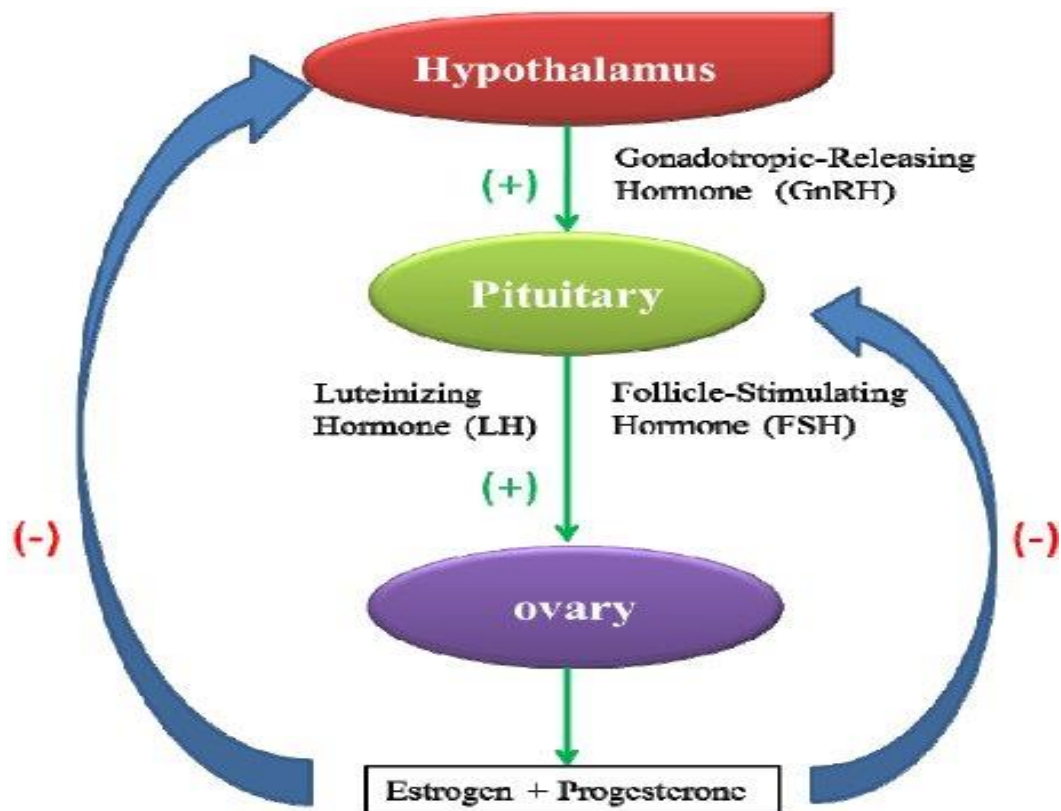 Hypothalamus
(+)
Gonadotropic-Releasing
Hormone (GnRH)
Pituitary
Luteinizing
Hormone (LH)
Follicle-Stimulating
Hormone (FSH)
(+)
(-)
(-)
ovary
Estrogen + Progesterone